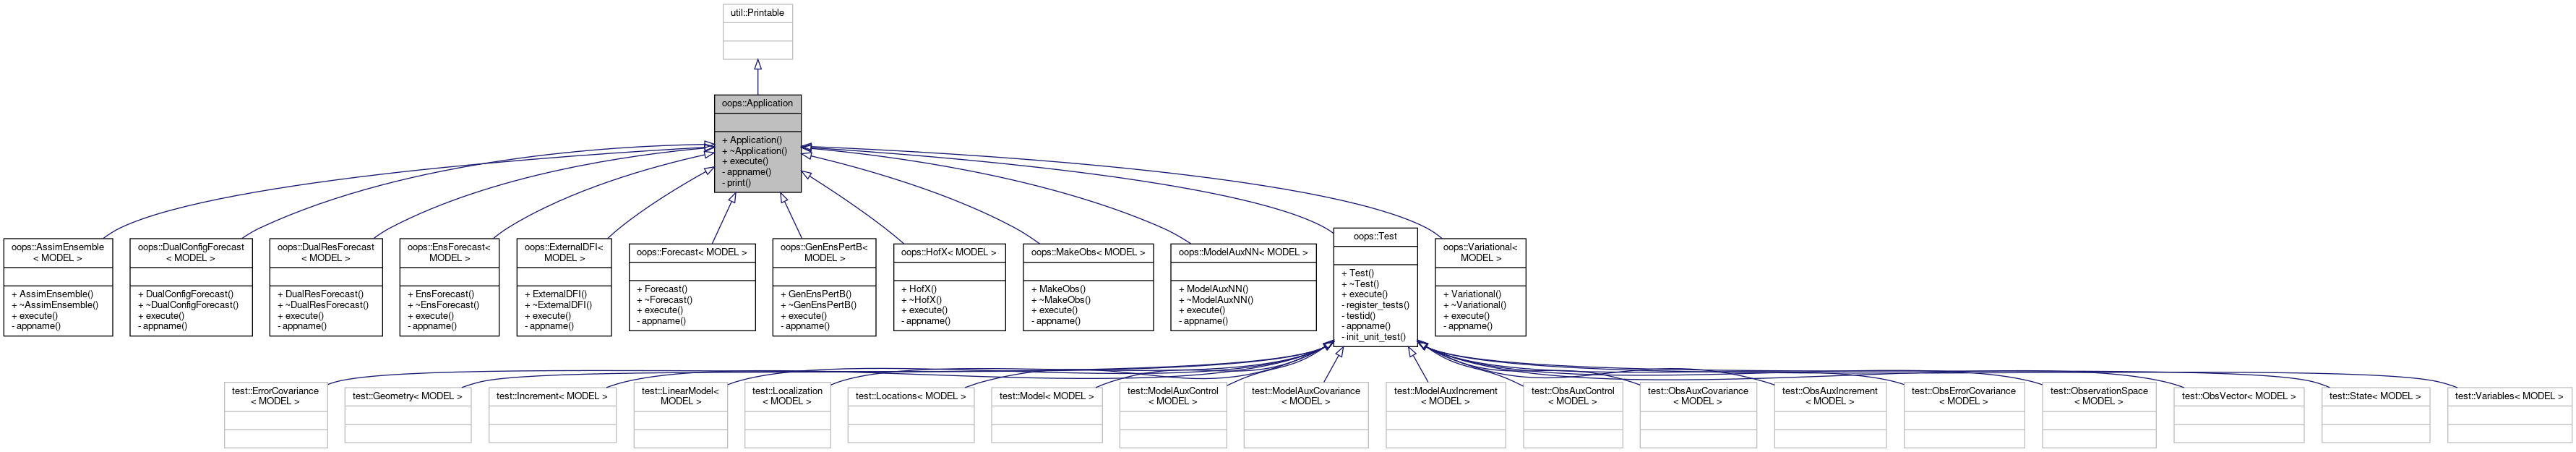 util::Printable
oops::Application
+ Application()
+ ~Application()
+ execute()
- appname()
- print()
oops::AssimEnsemble
< MODEL >
+ AssimEnsemble()
+ ~AssimEnsemble()
+ execute()
- appname()
oops::DualConfigForecast
< MODEL >
+ DualConfigForecast()
+ ~DualConfigForecast()
+ execute()
- appname()
oops::DualResForecast
< MODEL >
+ DualResForecast()
+ ~DualResForecast()
+ execute()
- appname()
oops::EnsForecast<
MODEL >
+ EnsForecast()
+ ~EnsForecast()
+ execute()
- appname()
oops::ExternalDFI<
MODEL >
+ ExternalDFI()
+ ~ExternalDFI()
+ execute()
- appname()
oops::Forecast< MODEL >
+ Forecast()
+ ~Forecast()
+ execute()
- appname()
oops::GenEnsPertB<
MODEL >
+ GenEnsPertB()
+ ~GenEnsPertB()
+ execute()
- appname()
oops::HofX< MODEL >
+ HofX()
+ ~HofX()
+ execute()
- appname()
oops::MakeObs< MODEL >
+ MakeObs()
+ ~MakeObs()
+ execute()
- appname()
oops::ModelAuxNN< MODEL >
+ ModelAuxNN()
+ ~ModelAuxNN()
+ execute()
- appname()
oops::Test
+ Test()
+ ~Test()
+ execute()
- register_tests()
- testid()
- appname()
- init_unit_test()
oops::Variational<
MODEL >
+ Variational()
+ ~Variational()
+ execute()
- appname()
test::ErrorCovariance
< MODEL >
test::Geometry< MODEL >
test::Increment< MODEL >
test::LinearModel<
MODEL >
test::Localization
< MODEL >
test::Locations< MODEL >
test::Model< MODEL >
test::ModelAuxControl
< MODEL >
test::ModelAuxCovariance
< MODEL >
test::ModelAuxIncrement
< MODEL >
test::ObsAuxControl
< MODEL >
test::ObsAuxCovariance
< MODEL >
test::ObsAuxIncrement
< MODEL >
test::ObsErrorCovariance
< MODEL >
test::ObservationSpace
< MODEL >
test::ObsVector< MODEL >
test::State< MODEL >
test::Variables< MODEL >